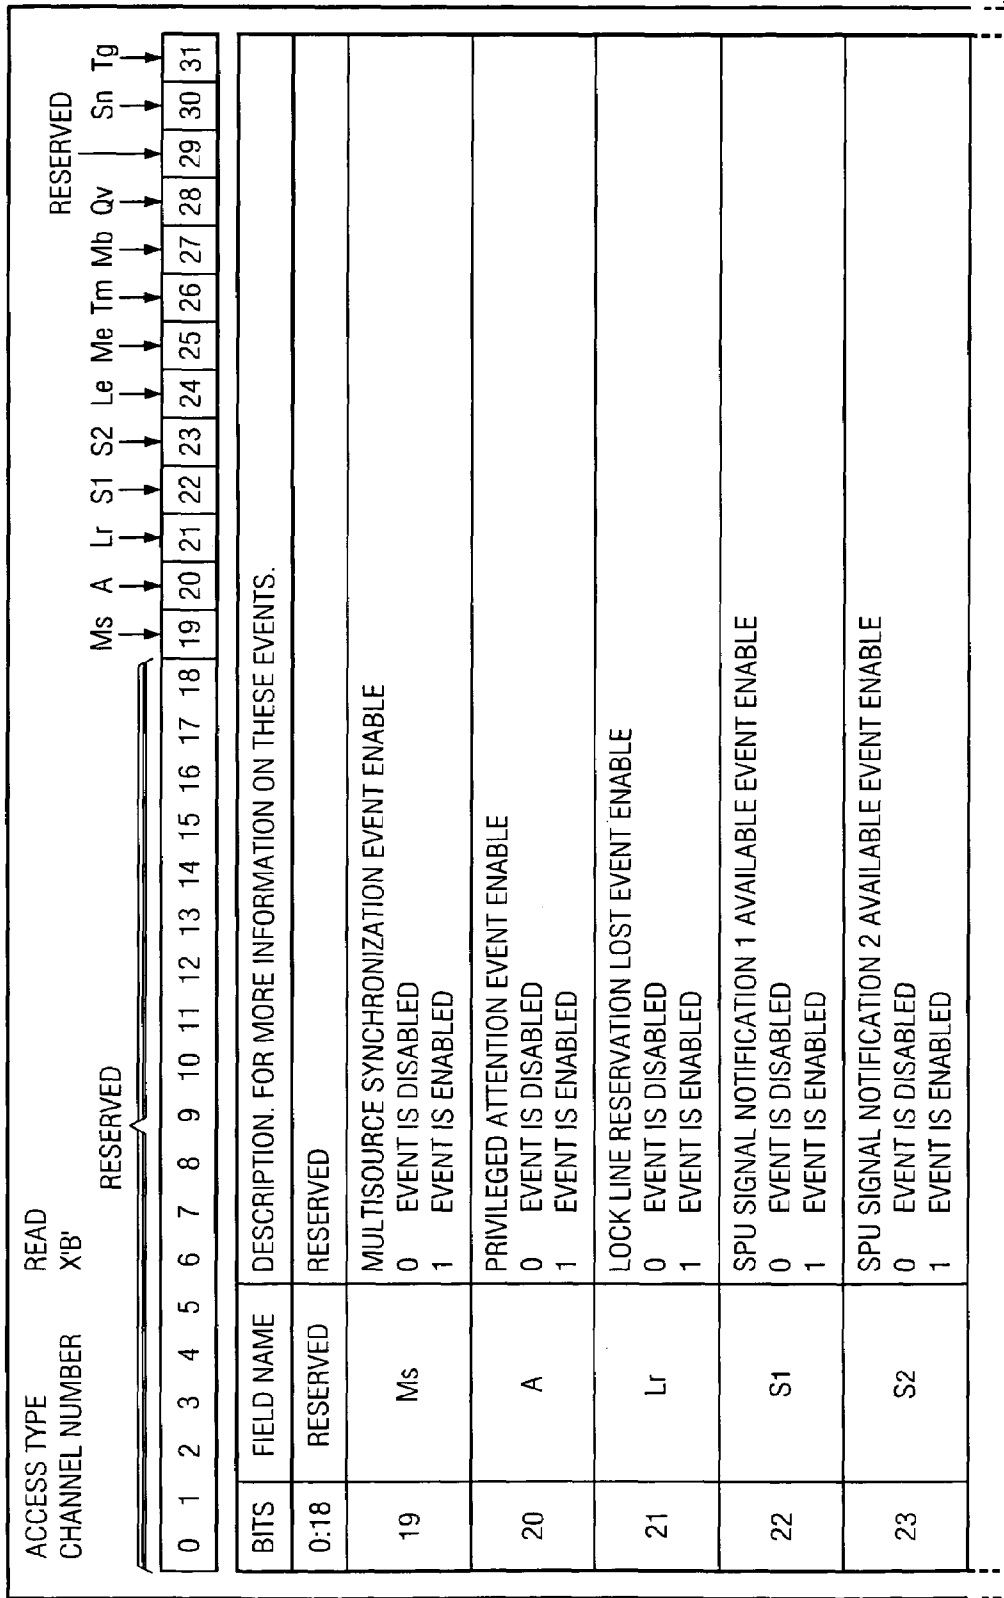 ACCESS TYPE READ
CHANNEL NUMBER X'B'
RESERVED
RESERVED
Ms A Lr S1 S2 Le Me Tm Mb Qv Sn Tg
0 1 2 3 4 5 6 7 8 9 10 11 12 13 14 15 16 17 18 19 20 21 22 23 24 25 26 27 28 29 30 31
BITS FIELD NAME DESCRIPTION. FOR MORE INFORMATION ON THESE EVENTS.
0:18 RESERVED RESERVED
19 Ms MULTISOURCE SYNCHRONIZATION EVENT ENABLE
0 EVENT IS DISABLED
1 EVENT IS ENABLED
20 A PRIVILEGED ATTENTION EVENT ENABLE
0 EVENT IS DISABLED
1 EVENT IS ENABLED
21 Lr LOCK LINE RESERVATION LOST EVENT ENABLE
0 EVENT IS DISABLED
1 EVENT IS ENABLED
22 S1 SPU SIGNAL NOTIFICATION 1 AVAILABLE EVENT ENABLE
0 EVENT IS DISABLED
1 EVENT IS ENABLED
23 S2 SPU SIGNAL NOTIFICATION 2 AVAILABLE EVENT ENABLE
0 EVENT IS DISABLED
1 EVENT IS ENABLED